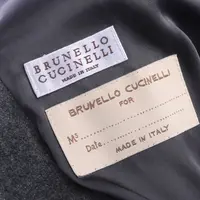 BRUNELLO
CUCINELLI
MADE IN ITALY
BRUNELLO CUCINELLI
FOR
M.s
Date
MADE IN ITALY